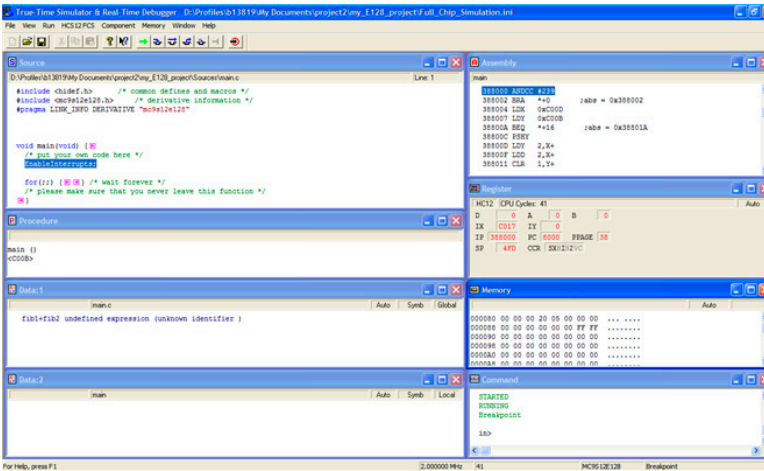 True-Time Simulator & Real-Time Debugger D:\Profiles\b13819\My Documents\project2\my_E128_project\Full_Chip_Simulation.ini
File View Run HCS12FCS Component Memory Window Help
Source
D:\Profiles\b13819\My Documents\project2\my_E128_project\Sources\main.c Line: 1
#include <hidef.h> /* common defines and macros */
#include <mc9s12e128.h> /* derivative information */
#pragma LINK_INFO DERIVATIVE "mc9s12e128"
void main(void) {
/* put your own code here */
EnableInterrupts;
for(;;) {} /* wait forever */
/* please make sure that you never leave this function */
}
Procedure
main ()
<C00B>
Data:1
main.c Auto Symb Global
fib1+fib2 undefined expression (unknown identifier )
Data:2
main Auto Symb Local
Assembly
main
388000 ANDCC #239
388002 BRA *+0 ;abs = 0x388002
388004 LDX 0xC00D
388007 LDY 0xC00B
38800A BEQ *+16 ;abs = 0x38801A
38800C PSHY
38800D LDY 2,X+
38800F LDD 2,X+
388011 CLR 1,Y+
Register
HC12 CPU Cycles: 41 Auto
D 0 A 0 B 0
IX C017 IY 0
IP 388000 PC 8000 PPAGE 38
SP 4FD CCR SXHINZVC
Memory
Auto
000080 00 00 00 20 05 00 00 00 ... ....
000088 00 00 00 00 00 00 FF FF ........
000090 00 00 00 00 00 00 00 00 ........
000098 00 00 00 00 00 00 00 00 ........
0000A0 00 00 00 00 00 00 00 00 ........
0000A8 00 00 00 00 00 00 00 00 ........
Command
STARTED
RUNNING
Breakpoint
in>
For Help, press F1 2.000000 MHz 41 MC9S12E128 Breakpoint